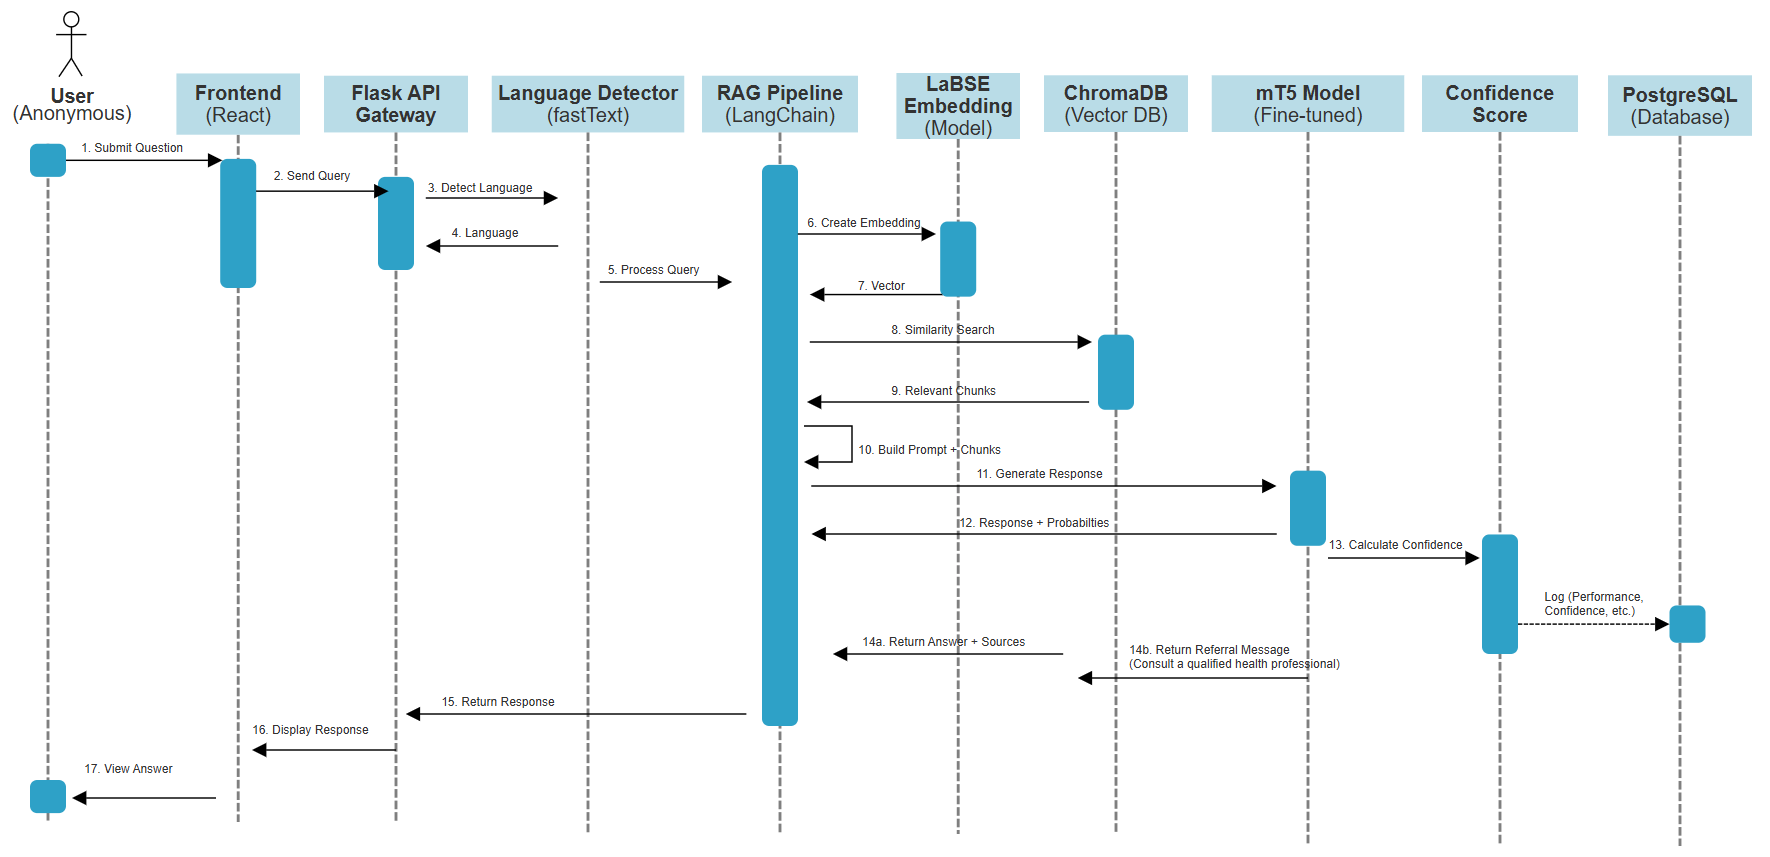 User
(Anonymous)
Frontend
(React)
Flask API
Gateway
Language Detector
(fastText)
RAG Pipeline
(LangChain)
LaBSE
Embedding
(Model)
ChromaDB
(Vector DB)
mT5 Model
(Fine-tuned)
Confidence
Score
PostgreSQL
(Database)
1. Submit Question
2. Send Query
3. Detect Language
4. Language
5. Process Query
6. Create Embedding
7. Vector
8. Similarity Search
9. Relevant Chunks
10. Build Prompt + Chunks
11. Generate Response
12. Response + Probabilties
13. Calculate Confidence
Log (Performance,
Confidence, etc.)
14a. Return Answer + Sources
14b. Return Referral Message
(Consult a qualified health professional)
15. Return Response
16. Display Response
17. View Answer